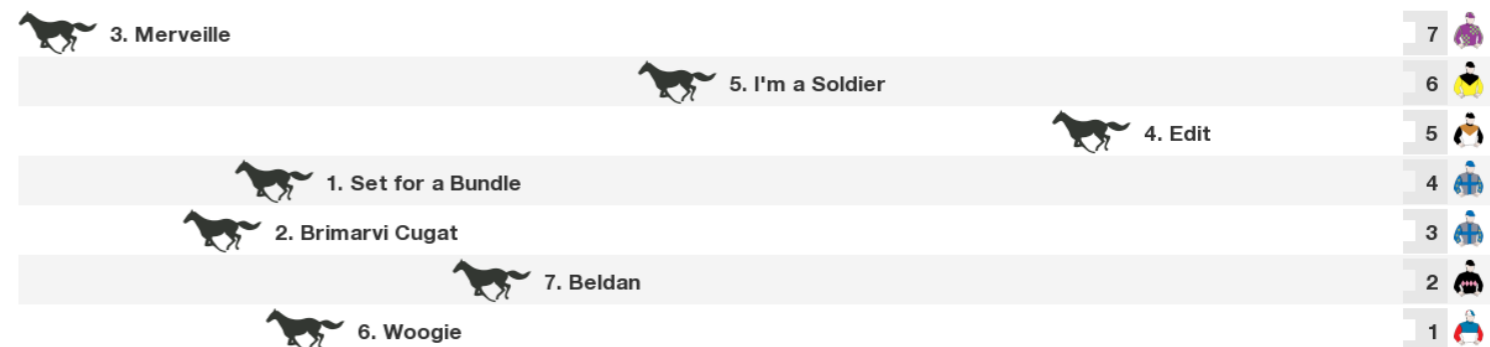 3. Merveille 7
5. I'm a Soldier 6
4. Edit 5
1. Set for a Bundle 4
2. Brimarvi Cugat 3
7. Beldan 2
6. Woogie 1